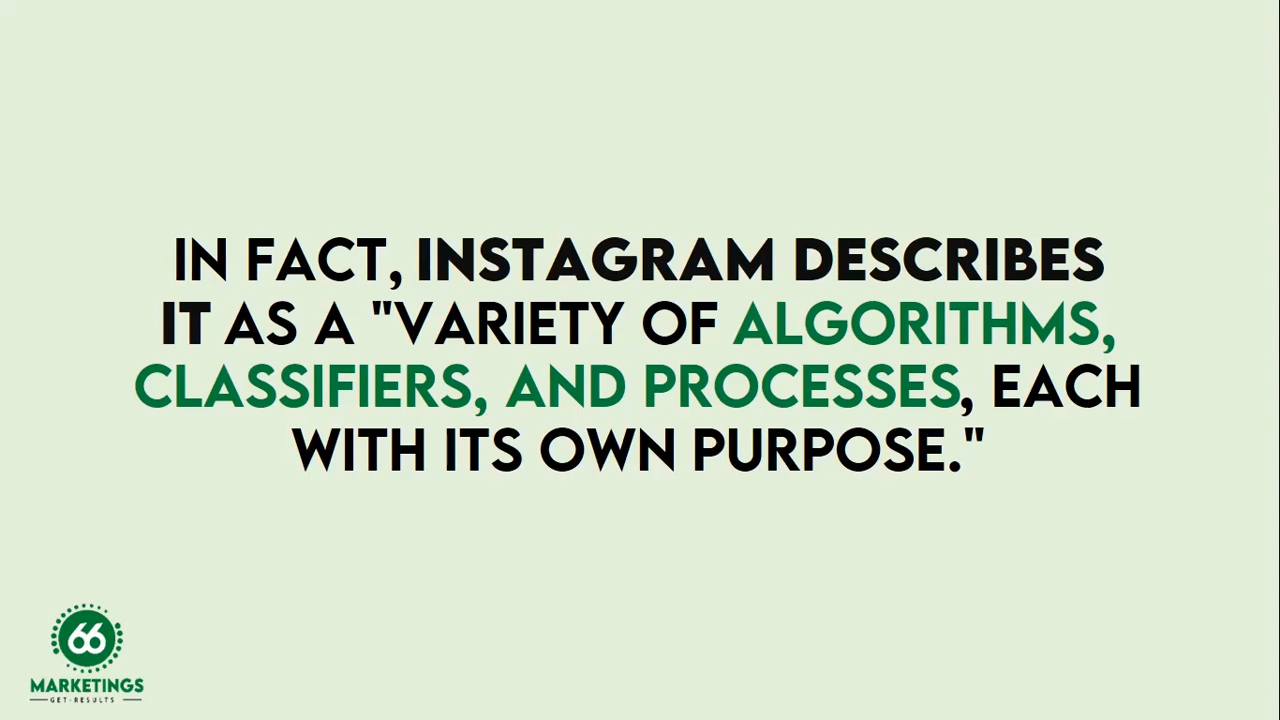 IN FACT, INSTAGRAM DESCRIBES
IT AS A "VARIETY OF ALGORITHMS,
CLASSIFIERS, AND PROCESSES, EACH
WITH ITS OWN PURPOSE."
66
MARKETINGS
GET-RESULTS